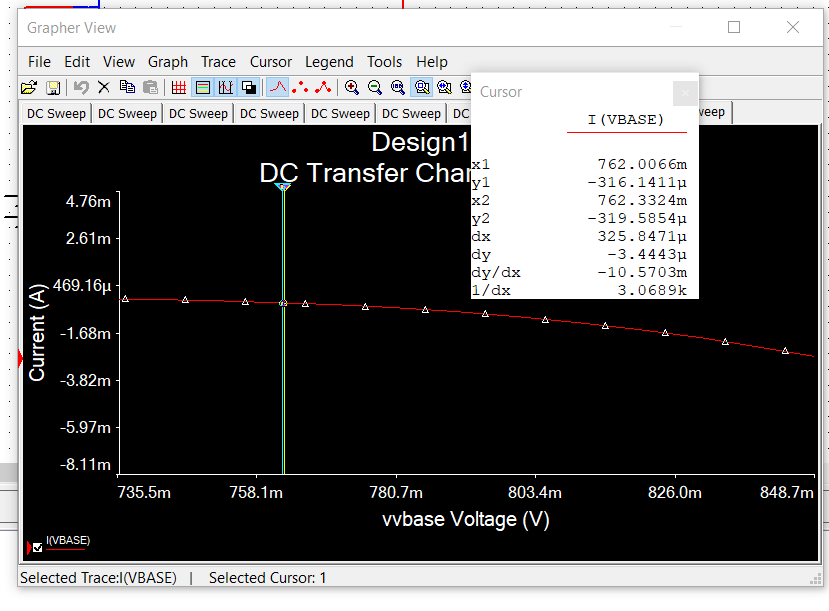 Grapher View
File Edit View Graph Trace Cursor Legend Tools Help
DC Sweep DC Sweep DC Sweep DC Sweep DC Sweep DC Sweep DC
Cursor
I(VBASE)
x1 762.0066m
y1 -316.1411µ
x2 762.3324m
y2 -319.5854µ
dx 325.8471µ
dy -3.4443µ
dy/dx -10.5703m
1/dx 3.0689k
Design1
DC Transfer Char
Current (A)
4.76m
2.61m
469.16µ
-1.68m
-3.82m
-5.97m
-8.11m
735.5m 758.1m 780.7m 803.4m 826.0m 848.7m
vvbase Voltage (V)
I(VBASE)
Selected Trace:I(VBASE) | Selected Cursor: 1